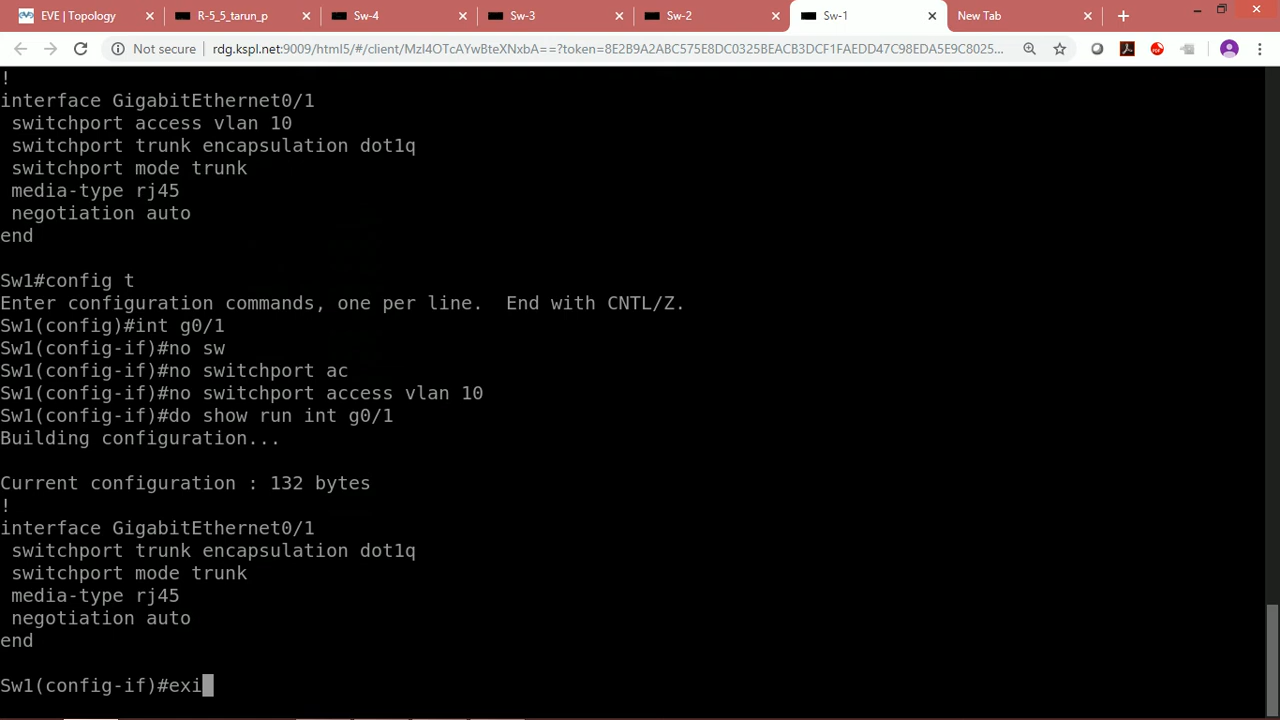 EVE | Topology
R-5_5_tarun_p
Sw-4
Sw-3
Sw-2
Sw-1
New Tab
Not secure
rdg.kspl.net:9009/html5/#/client/MzI4OTcAYwBteXNxbA==?token=8E2B9A2ABC575E8DC0325BEACB3DCF1FAEDD47C98EDA5E9C8025...
!
interface GigabitEthernet0/1
switchport access vlan 10
switchport trunk encapsulation dot1q
switchport mode trunk
media-type rj45
negotiation auto
end
Sw1#config t
Enter configuration commands, one per line.  End with CNTL/Z.
Sw1(config)#int g0/1
Sw1(config-if)#no sw
Sw1(config-if)#no switchport ac
Sw1(config-if)#no switchport access vlan 10
Sw1(config-if)#do show run int g0/1
Building configuration...
Current configuration : 132 bytes
!
interface GigabitEthernet0/1
switchport trunk encapsulation dot1q
switchport mode trunk
media-type rj45
negotiation auto
end
Sw1(config-if)#exi